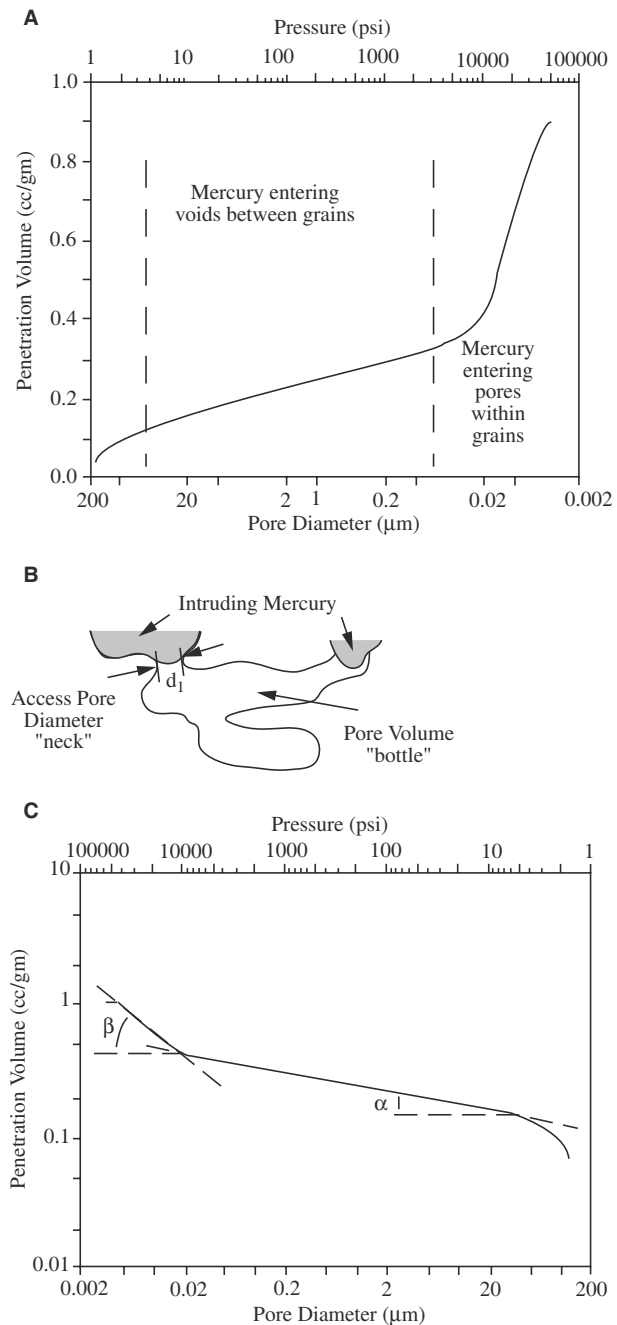 A
Pressure (psi)
1 10 100 1000 10000 100000
1.0
0.8
0.6
0.4
0.2
0.0
Penetration Volume (cc/gm)
Mercury entering
voids between grains
Mercury
entering
pores
within
grains
200 20 2 1 0.2 0.02 0.002
Pore Diameter (μm)
B
Intruding Mercury
d1
Access Pore
Diameter
"neck"
Pore Volume
"bottle"
C
Pressure (psi)
100000 10000 1000 100 10 1
10
1
0.1
0.01
Penetration Volume (cc/gm)
β
α
0.002 0.02 0.2 2 20 200
Pore Diameter (μm)